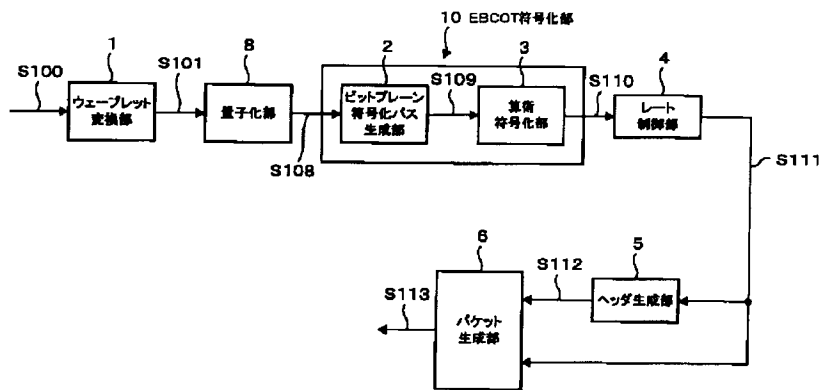 10 EBCOT符号化部
1
8
2
3
4
S100
S101
S109
S110
ウェーブレット
変換部
量子化部
ビットプレーン
符号化パス
生成部
算術
符号化部
レート
制御部
S108
S111
6
5
S112
S113
パケット
生成部
ヘッダ生成部